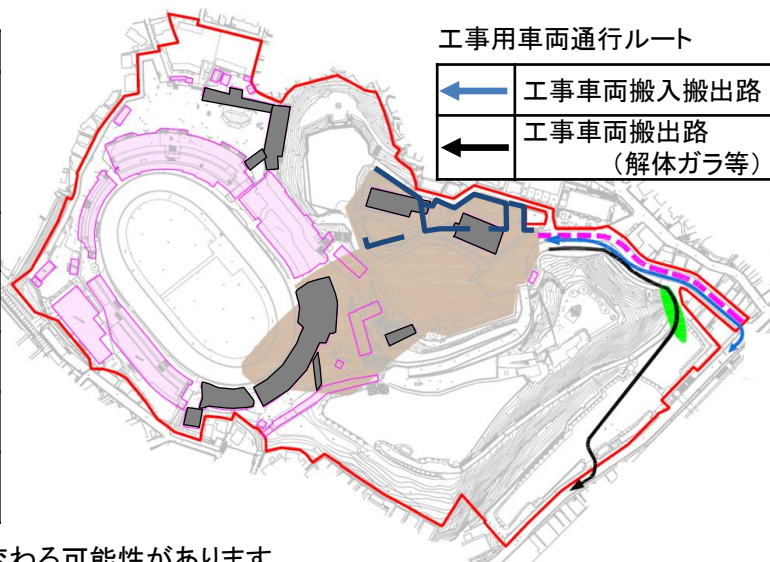 工事用車両通行ルート
工事車両搬入搬出路
工事車両搬出路
（解体ガラ等）
わる可能性があります